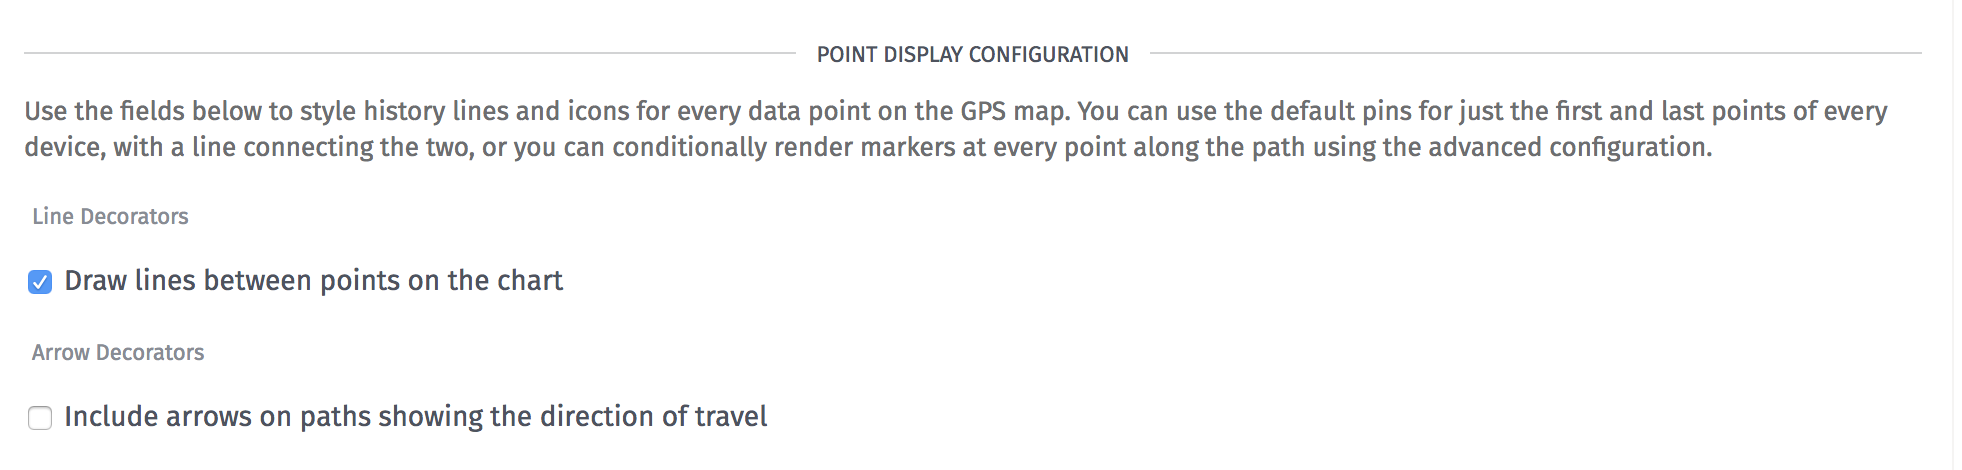 POINT DISPLAY CONFIGURATION
Use the fields below to style history lines and icons for every data point on the GPS map. You can use the default pins for just the first and last points of every
device, with a line connecting the two, or you can conditionally render markers at every point along the path using the advanced configuration.
Line Decorators
Draw lines between points on the chart
Arrow Decorators
Include arrows on paths showing the direction of travel